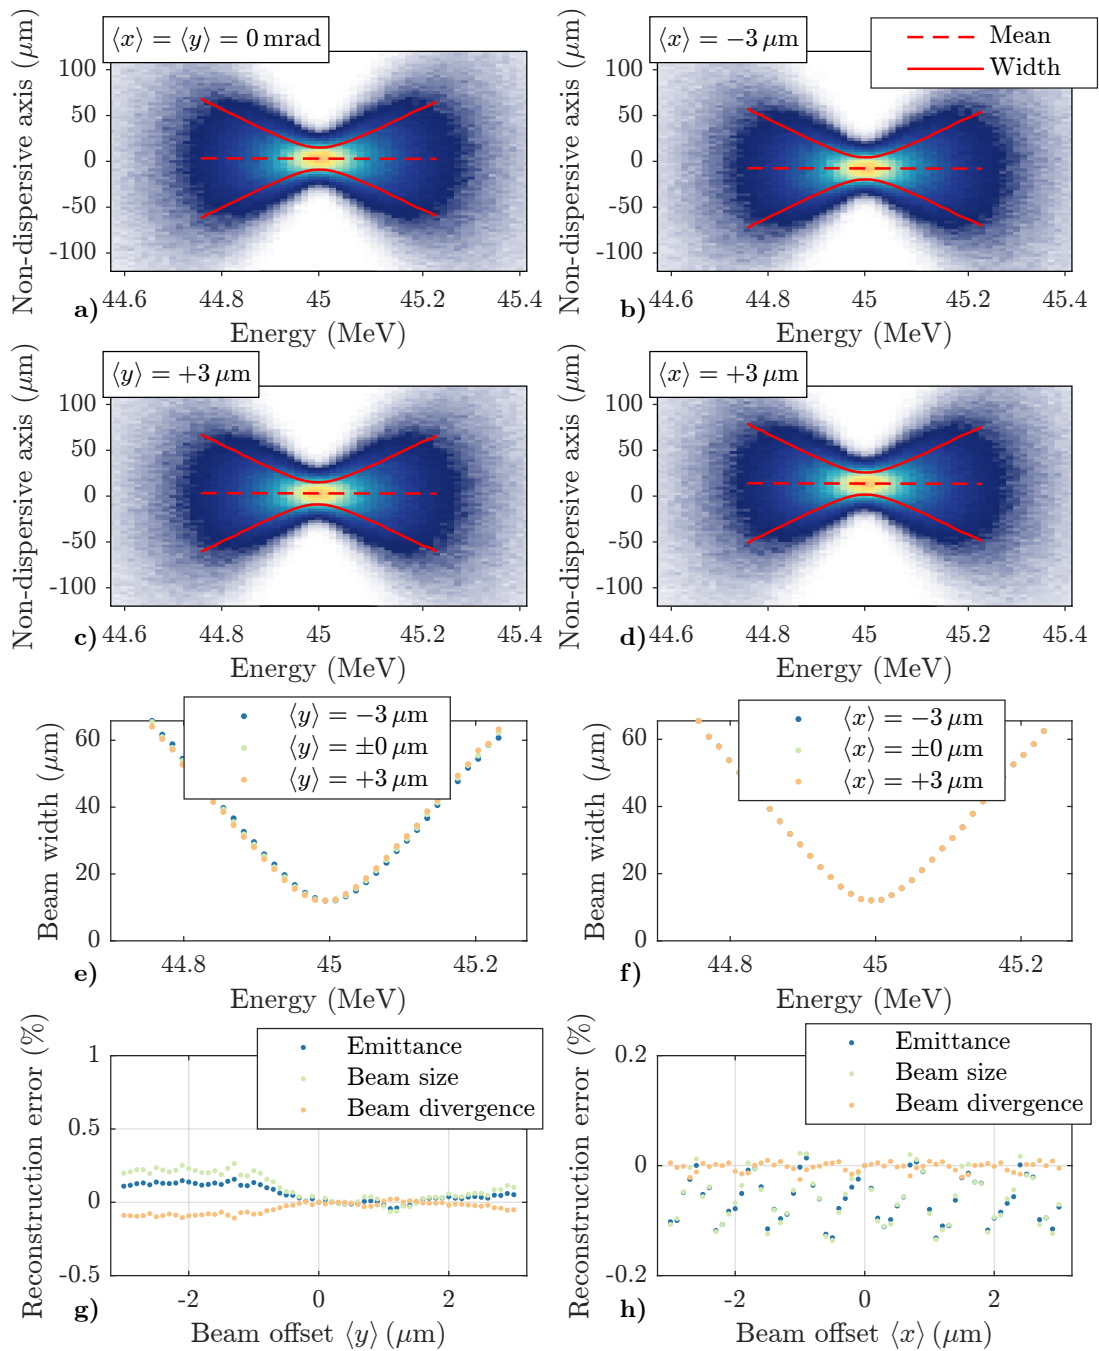 ⟨x⟩ = ⟨y⟩ = 0 mrad
Non-dispersive axis (μm)
100
50
0
-50
-100
44.6
44.8
45
45.2
45.4
a)
Energy (MeV)
⟨x⟩ = −3 μm
Mean
Width
Non-dispersive axis (μm)
100
50
0
-50
-100
44.6
44.8
45
45.2
45.4
b)
Energy (MeV)
⟨y⟩ = +3 μm
Non-dispersive axis (μm)
100
50
0
-50
-100
44.6
44.8
45
45.2
45.4
c)
Energy (MeV)
⟨x⟩ = +3 μm
Non-dispersive axis (μm)
100
50
0
-50
-100
44.6
44.8
45
45.2
45.4
d)
Energy (MeV)
⟨y⟩ = −3 μm
⟨y⟩ = ±0 μm
⟨y⟩ = +3 μm
Beam width (μm)
60
40
20
0
44.8
45
45.2
e)
Energy (MeV)
⟨x⟩ = −3 μm
⟨x⟩ = ±0 μm
⟨x⟩ = +3 μm
Beam width (μm)
60
40
20
0
44.8
45
45.2
f)
Energy (MeV)
Emittance
Beam size
Beam divergence
Reconstruction error (%)
1
0.5
0
-0.5
-2
0
2
g)
Beam offset ⟨y⟩ (μm)
Emittance
Beam size
Beam divergence
Reconstruction error (%)
0.2
0
-0.2
-2
0
2
h)
Beam offset ⟨x⟩ (μm)